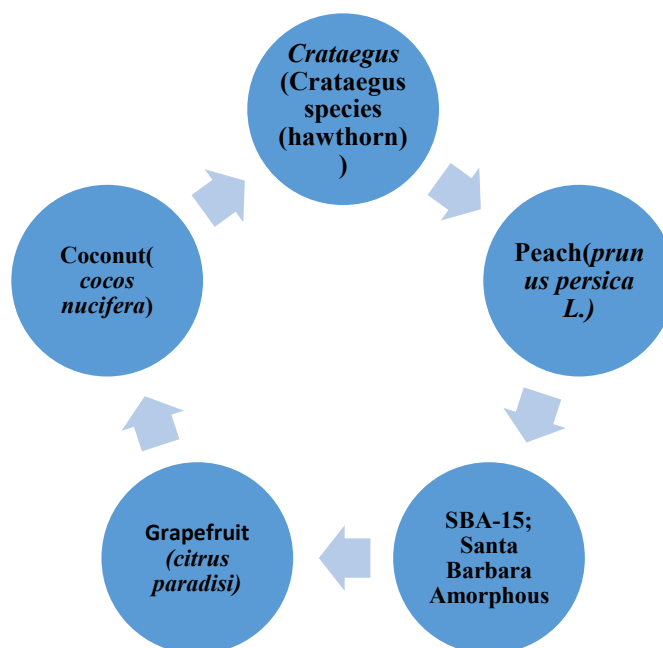 Crataegus
(Crataegus
species
(hawthorn)
)
Peach(prun
us persica
L.)
SBA-15;
Santa
Barbara
Amorphous
Grapefruit
(citrus
paradisi)
Coconut(
cocos
nucifera)